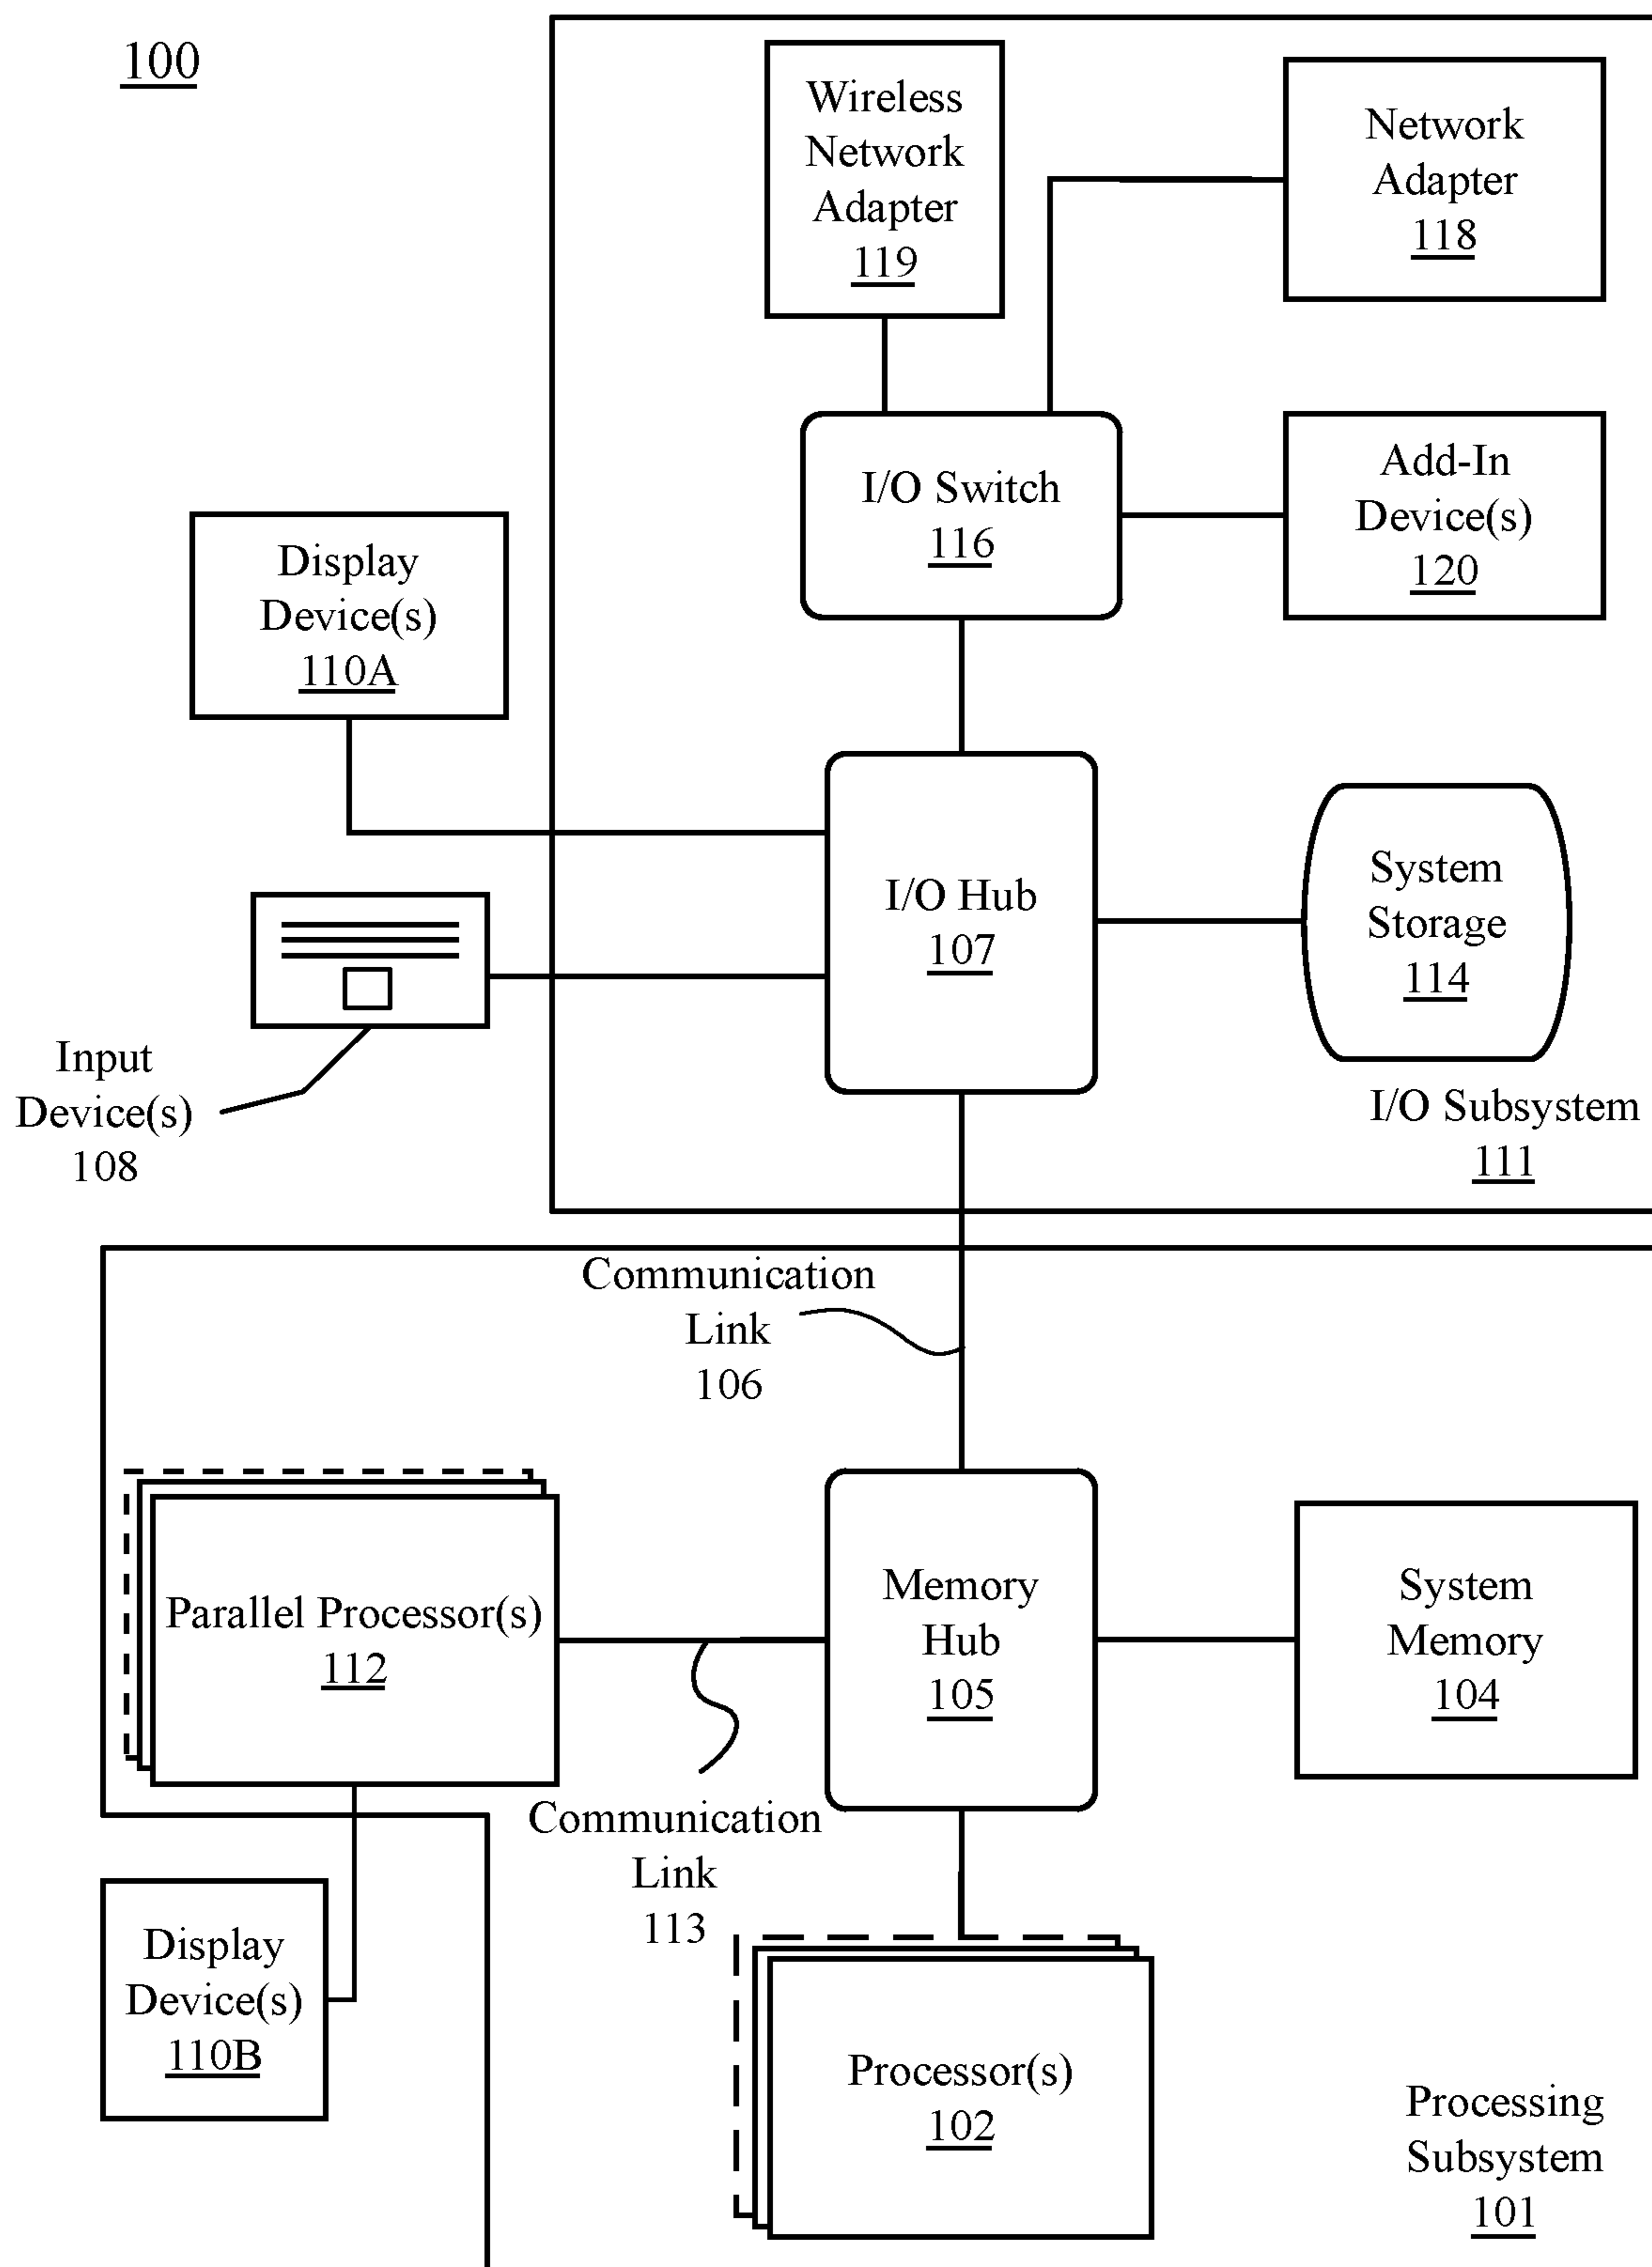 100
Wireless
Network
Adapter
119
Network
Adapter
118
I/O Switch
116
Add-In
Device(s)
120
Display
Device(s)
110A
I/O Hub
107
System
Storage
114
Input
Device(s)
108
I/O Subsystem
111
Communication
Link
106
Parallel Processor(s)
112
Memory
Hub
105
System
Memory
104
Communication
Link
113
Display
Device(s)
110B
Processor(s)
102
Processing
Subsystem
101